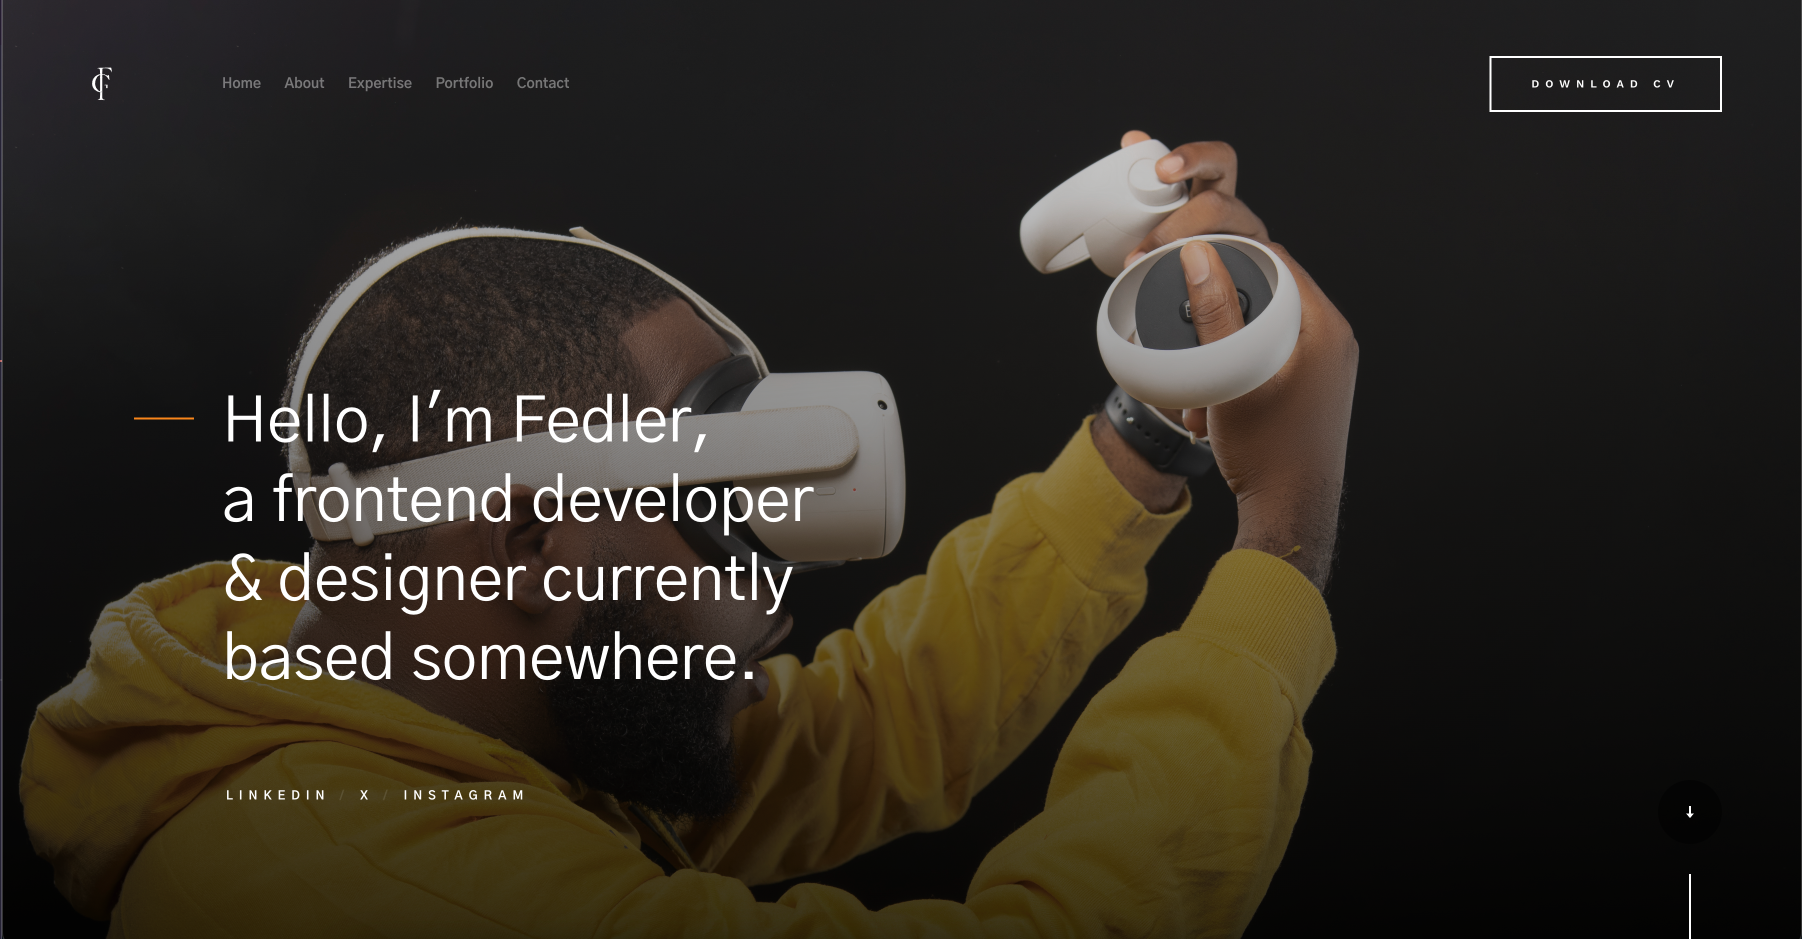 Home About Expertise Portfolio Contact
DOWNLOAD CV
Hello, I’m Fedler,
a frontend developer
& designer currently
based somewhere.
LINKEDIN / X / INSTAGRAM